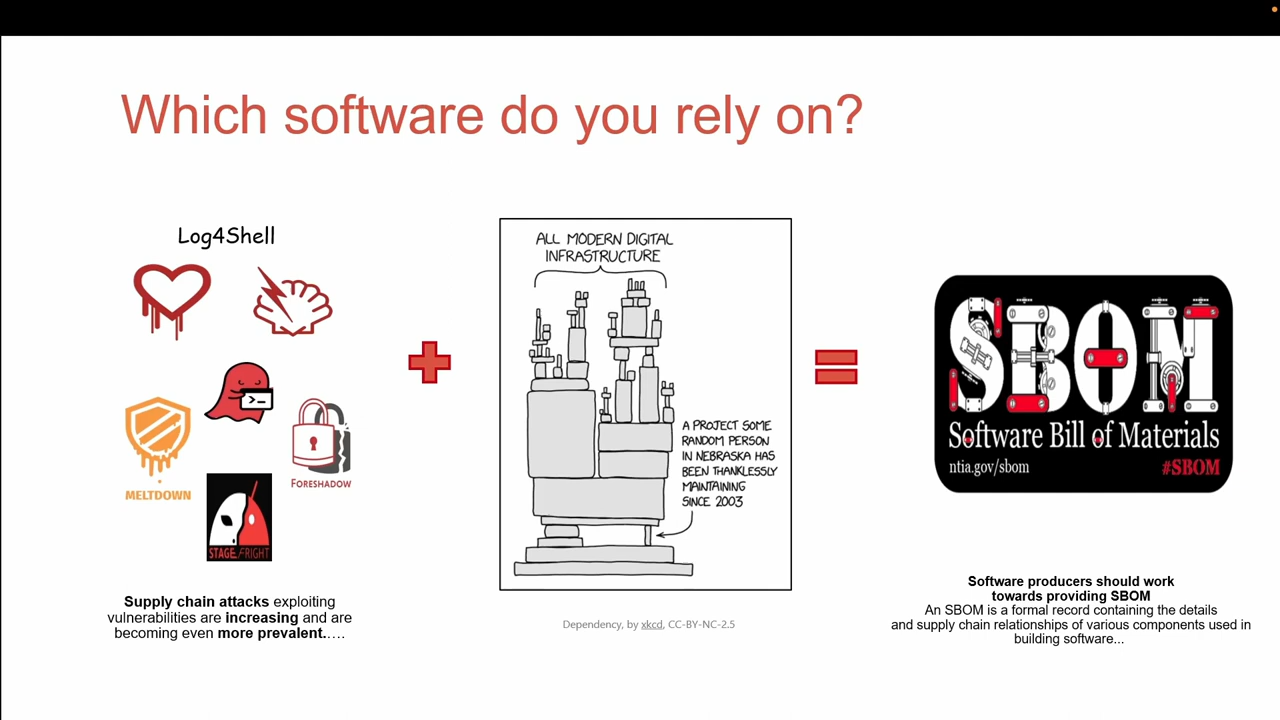 Which software do you rely on?
Log4Shell
MELTDOWN
FORESHADOW
STAGEFRIGHT
>_
Supply chain attacks exploiting
vulnerabilities are increasing and are
becoming even more prevalent.….
ALL MODERN DIGITAL
INFRASTRUCTURE
A PROJECT SOME
RANDOM PERSON
IN NEBRASKA HAS
BEEN THANKLESSLY
MAINTAINING
SINCE 2003
Dependency, by xkcd, CC-BY-NC-2.5
SBOM
Software Bill of Materials
ntia.gov/sbom
#SBOM
Software producers should work
towards providing SBOM
An SBOM is a formal record containing the details
and supply chain relationships of various components used in
building software...